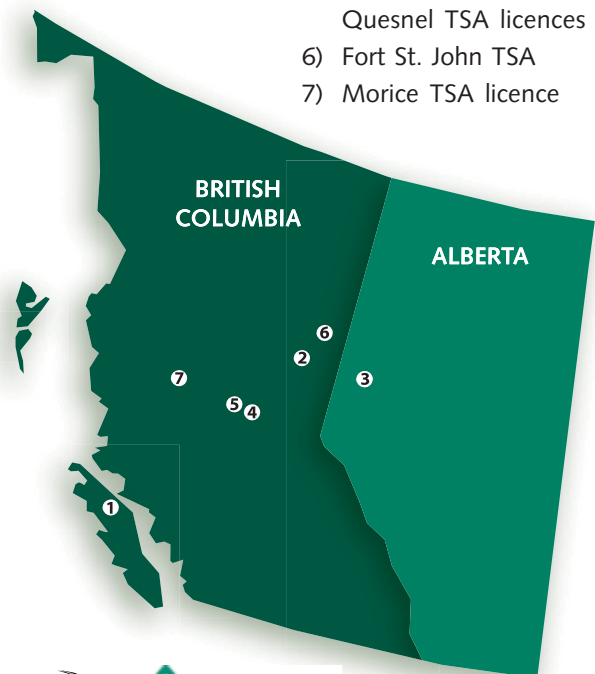 Quesnel TSA licences
6) Fort St. John TSA
7) Morice TSA licence
BRITISH
COLUMBIA
ALBERTA
6
2
3
7
5 4
1